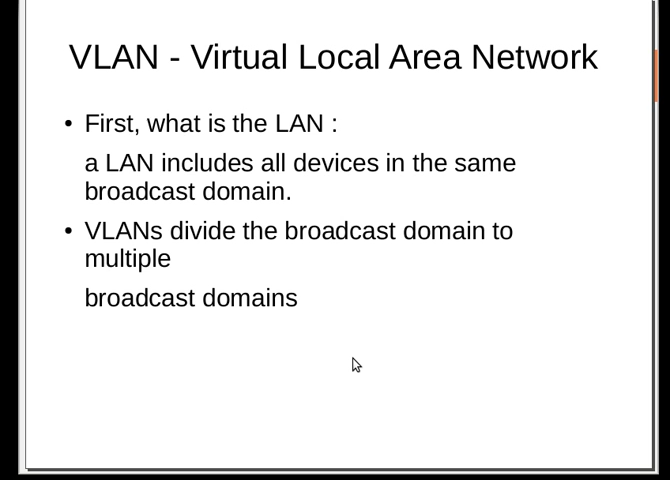 VLAN - Virtual Local Area Network
• First, what is the LAN :
a LAN includes all devices in the same
broadcast domain.
• VLANs divide the broadcast domain to
multiple
broadcast domains